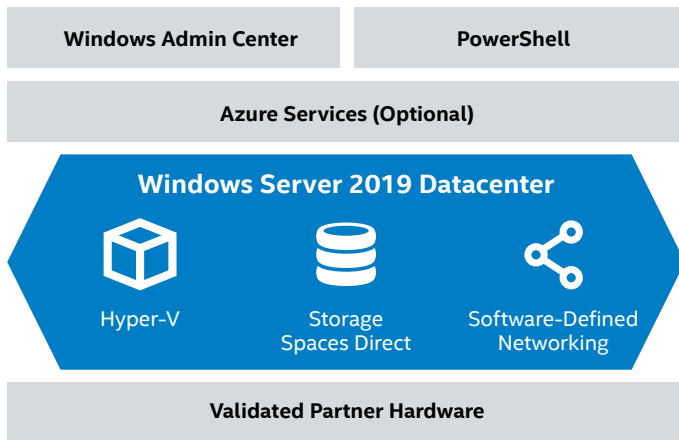 Windows Admin Center
PowerShell
Azure Services (Optional)
Windows Server 2019 Datacenter
Hyper-V
Storage
Spaces Direct
Software-Defined
Networking
Validated Partner Hardware